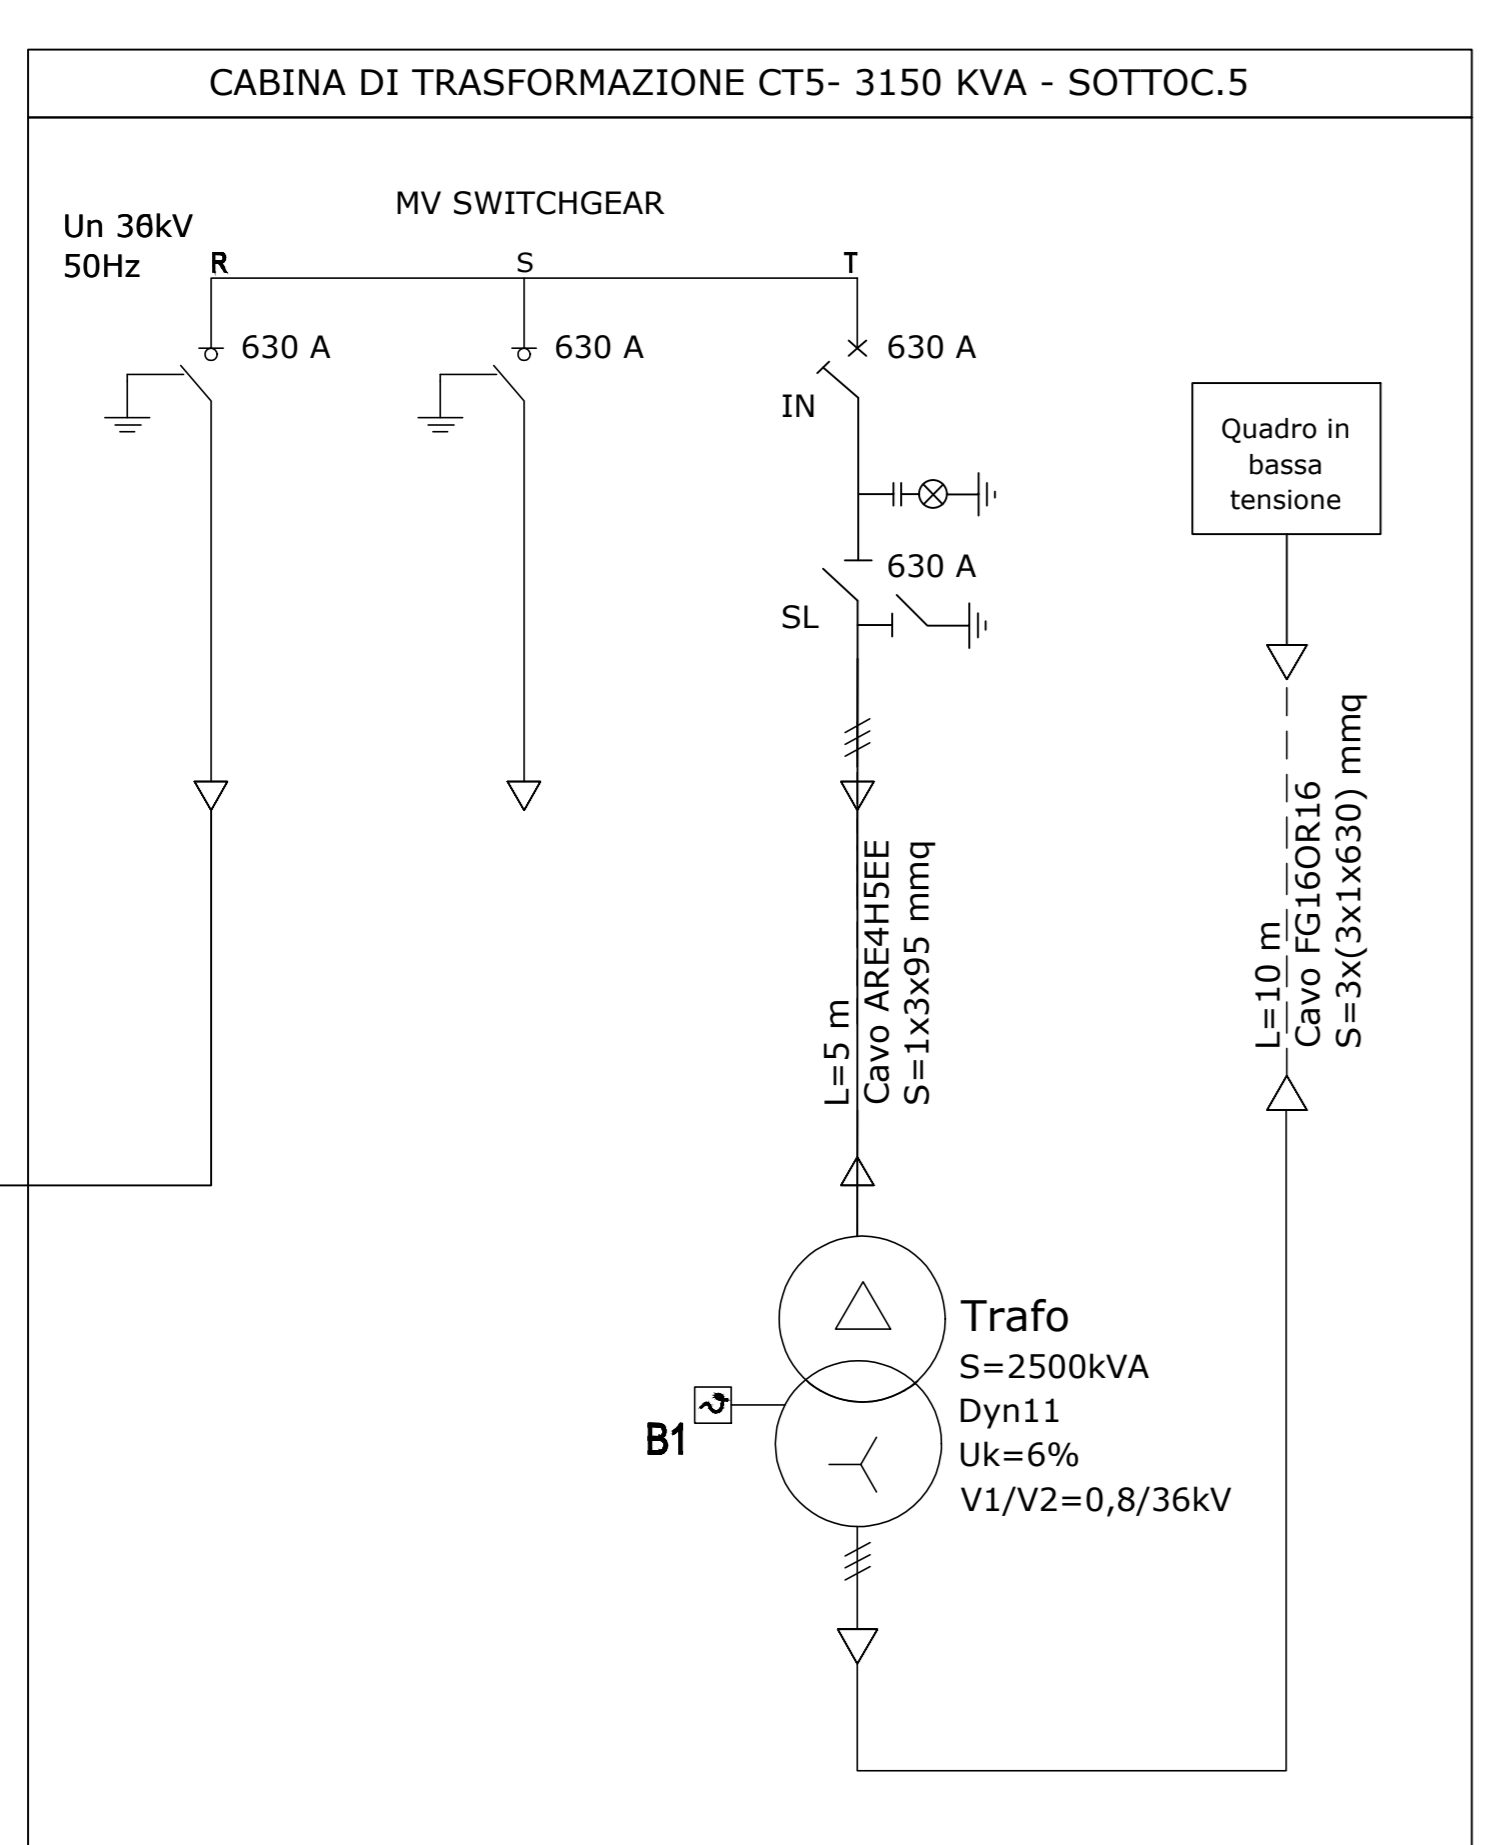 CABINA DI TRASFORMAZIONE CT5- 3150 KVA - SOTTOC.5
MV SWITCHGEAR
Un 36kV
50Hz
R
S
T
630 A
630 A
630 A
IN
630 A
SL
Quadro in
bassa
tensione
L=5 m
Cavo ARE4H5EE
S=1x3x95 mmq
L=10 m
Cavo FG16OR16
S=3x(3x1x630) mmq
Trafo
S=2500kVA
Dyn11
Uk=6%
V1/V2=0,8/36kV
B1